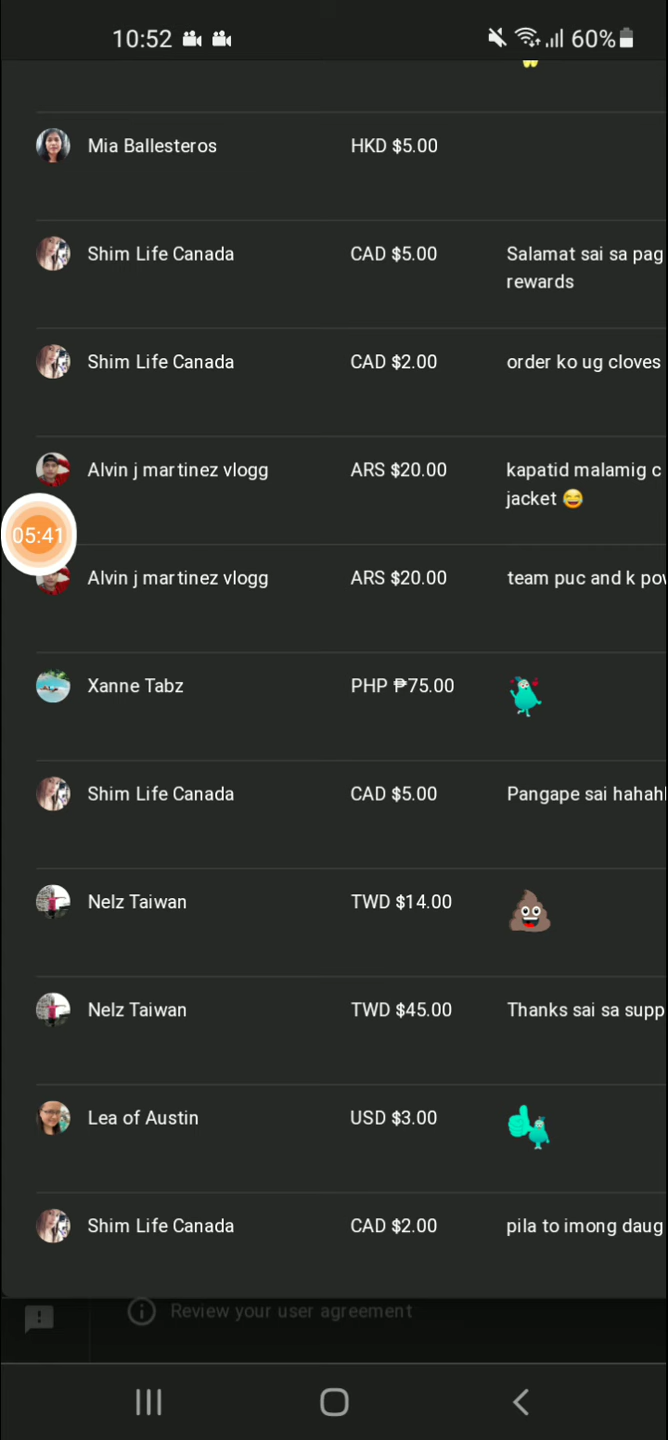 10:52 60%
Mia Ballesteros HKD $5.00
Shim Life Canada CAD $5.00 Salamat sai sa pag
rewards
Shim Life Canada CAD $2.00 order ko ug cloves
Alvin j martinez vlogg ARS $20.00 kapatid malamig c
jacket 😂
05:41
Alvin j martinez vlogg ARS $20.00 team puc and k pow
Xanne Tabz PHP ₱75.00
Shim Life Canada CAD $5.00 Pangape sai hahah
Nelz Taiwan TWD $14.00
Nelz Taiwan TWD $45.00 Thanks sai sa supp
Lea of Austin USD $3.00
Shim Life Canada CAD $2.00 pila to imong daug
Review your user agreement